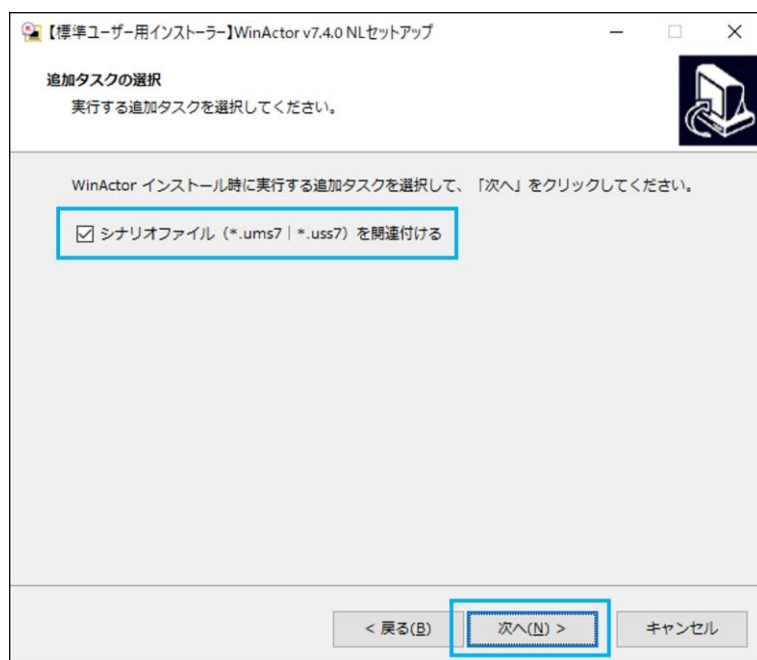 【標準ユーザー用インストーラー】WinActor v7.4.0 NLセットアップ
追加タスクの選択
実行する追加タスクを選択してください。
WinActor インストール時に実行する追加タスクを選択して、「次へ」をクリックしてください。
シナリオファイル（*.ums7｜*.uss7）を関連付ける
< 戻る(B)
次へ(N) >
キャンセル